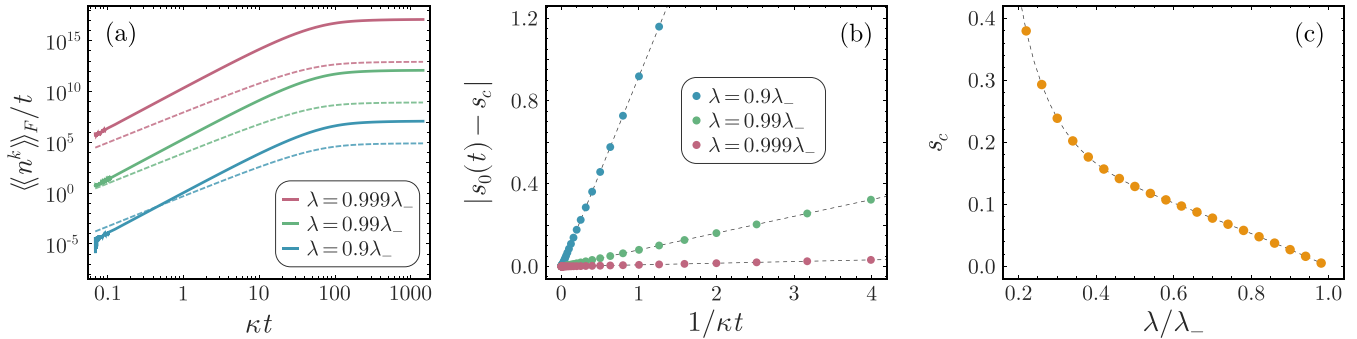 (a)
10^15
10^10
10^5
10^0
10^−5
⟨⟨n^k⟩⟩_F/t
λ = 0.999λ_−
λ = 0.99λ_−
λ = 0.9λ_−
0.1 1 10 100 1000
κt
(b)
1.2
0.8
0.4
0.0
|s_0(t) − s_c|
λ = 0.9λ_−
λ = 0.99λ_−
λ = 0.999λ_−
0 1 2 3 4
1/κt
(c)
0.4
0.3
0.2
0.1
0.0
s_c
0.2 0.4 0.6 0.8 1.0
λ/λ_−